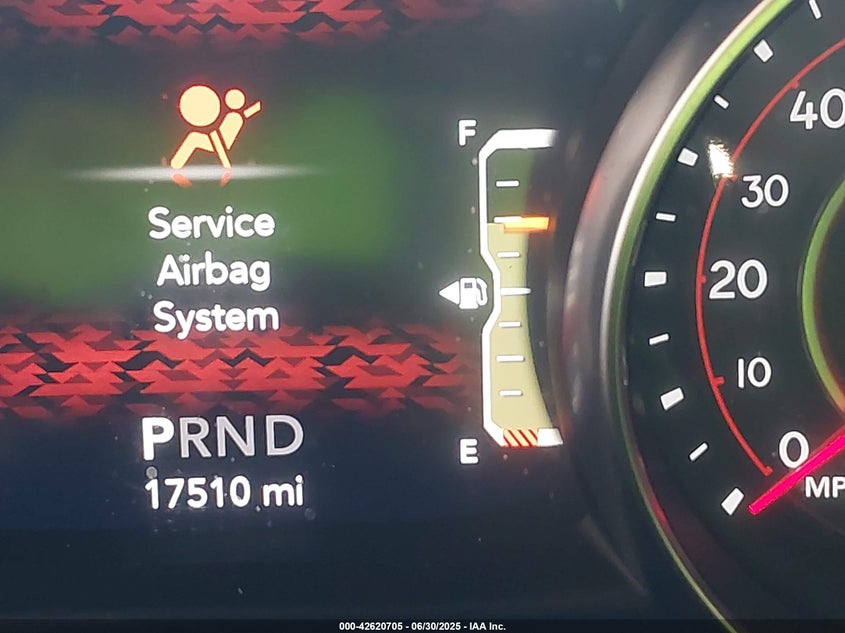 F
Service
Airbag
System
E
PRND
17510 mi
40
30
20
10
0
MP
000-42620705 - 06/30/2025 - IAA Inc.